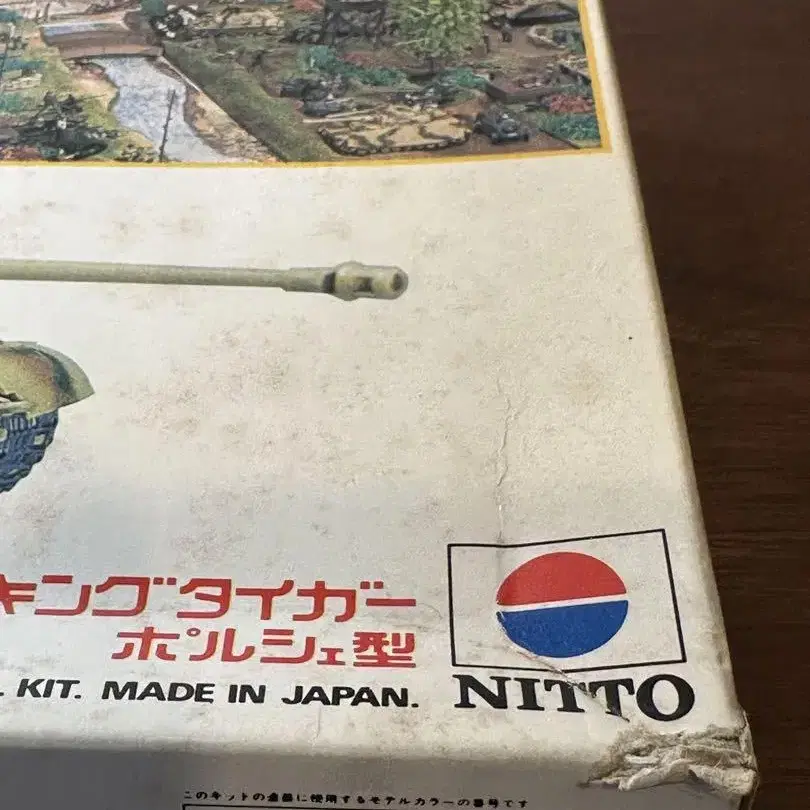 キングタイガー
ポルシェ型
KIT. MADE IN JAPAN.
NITTO
このキットの塗装に使用するモデルカラーの番号です